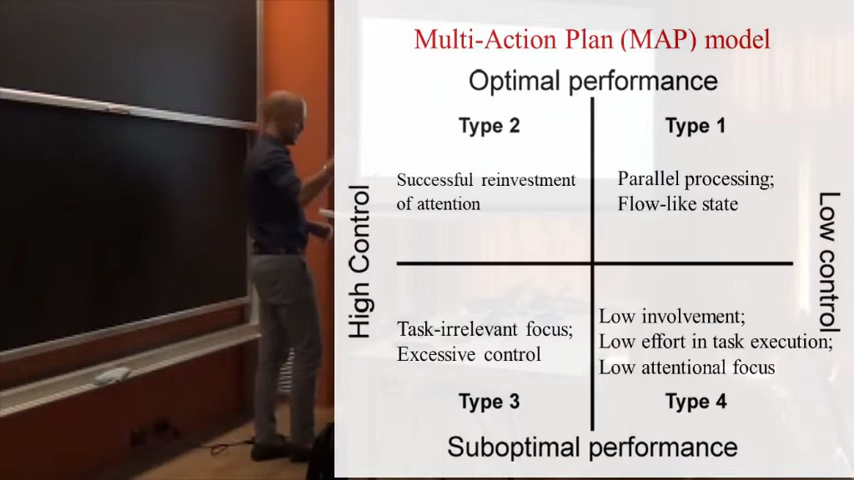 Multi-Action Plan (MAP) model
Optimal performance
Type 2
Type 1
Successful reinvestment
of attention
Parallel processing;
Flow-like state
High Control
Low control
Task-irrelevant focus;
Excessive control
Low involvement;
Low effort in task execution;
Low attentional focus
Type 3
Type 4
Suboptimal performance